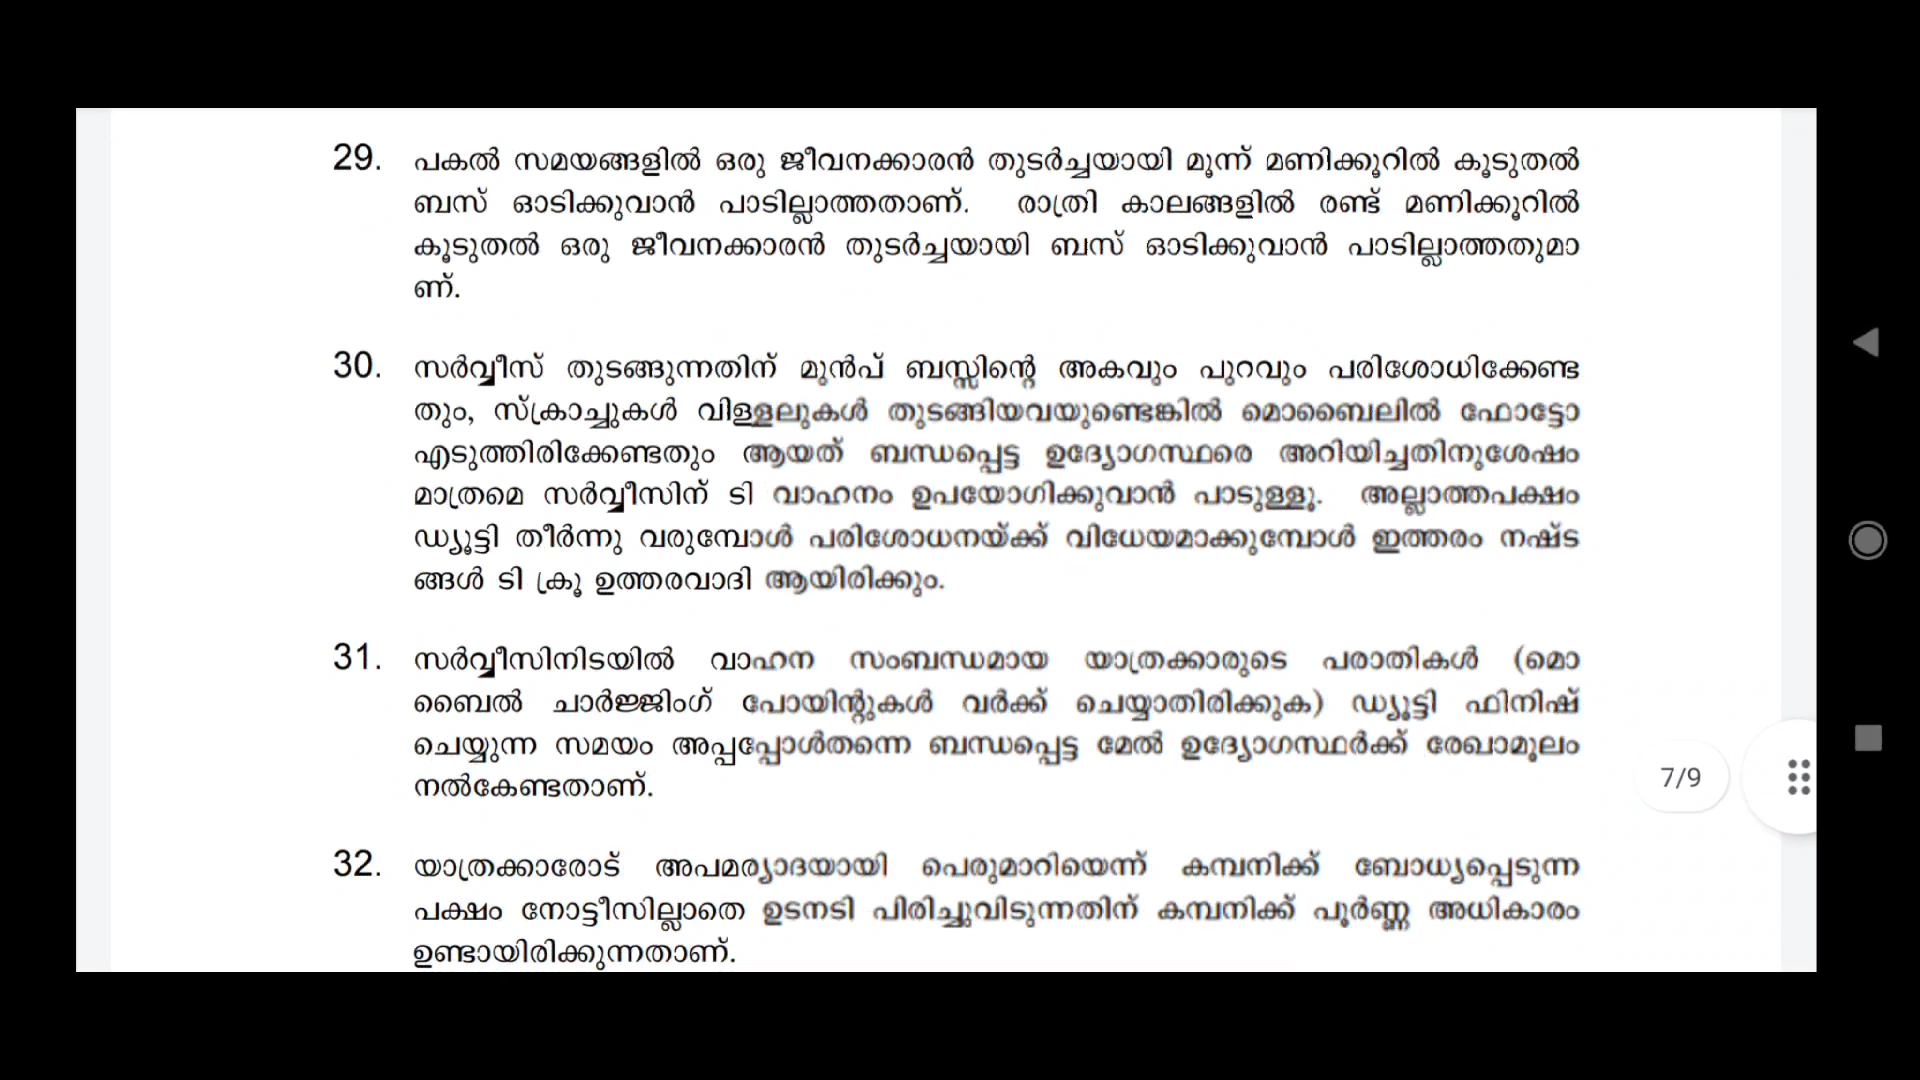 29. പകൽ സമയങ്ങളിൽ ഒരു ജീവനക്കാരൻ തുടർച്ചയായി മൂന്ന് മണിക്കൂറിൽ കൂടുതൽ
ബസ് ഓടിക്കുവാൻ പാടില്ലാത്തതാണ്. രാത്രി കാലങ്ങളിൽ രണ്ട് മണിക്കൂറിൽ
കൂടുതൽ ഒരു ജീവനക്കാരൻ തുടർച്ചയായി ബസ് ഓടിക്കുവാൻ പാടില്ലാത്തതുമാ
ണ്.
30. സർവ്വീസ് തുടങ്ങുന്നതിന് മുൻപ് ബസ്സിന്റെ അകവും പുറവും പരിശോധിക്കേണ്ട
തും, സ്ക്രാച്ചുകൾ വിള്ളലുകൾ തുടങ്ങിയവയുണ്ടെങ്കിൽ മൊബൈലിൽ ഫോട്ടോ
എടുത്തിരിക്കേണ്ടതും ആയത് ബന്ധപ്പെട്ട ഉദ്യോഗസ്ഥരെ അറിയിച്ചതിനുശേഷം
മാത്രമെ സർവ്വീസിന് ടി വാഹനം ഉപയോഗിക്കുവാൻ പാടുള്ളൂ. അല്ലാത്തപക്ഷം
ഡ്യൂട്ടി തീർന്നു വരുമ്പോൾ പരിശോധനയ്ക്ക് വിധേയമാക്കുമ്പോൾ ഇത്തരം നഷ്ട
ങ്ങൾ ടി ക്രൂ ഉത്തരവാദി ആയിരിക്കും.
31. സർവ്വീസിനിടയിൽ വാഹന സംബന്ധമായ യാത്രക്കാരുടെ പരാതികൾ (മൊ
ബൈൽ ചാർജ്ജിംഗ് പോയിന്റുകൾ വർക്ക് ചെയ്യാതിരിക്കുക) ഡ്യൂട്ടി ഫിനിഷ്
ചെയ്യുന്ന സമയം അപ്പപ്പോൾതന്നെ ബന്ധപ്പെട്ട മേൽ ഉദ്യോഗസ്ഥർക്ക് രേഖാമൂലം
നൽകേണ്ടതാണ്.
7/9
32. യാത്രക്കാരോട് അപമര്യാദയായി പെരുമാറിയെന്ന് കമ്പനിക്ക് ബോധ്യപ്പെടുന്ന
പക്ഷം നോട്ടീസില്ലാതെ ഉടനടി പിരിച്ചുവിടുന്നതിന് കമ്പനിക്ക് പൂർണ്ണ അധികാരം
ഉണ്ടായിരിക്കുന്നതാണ്.